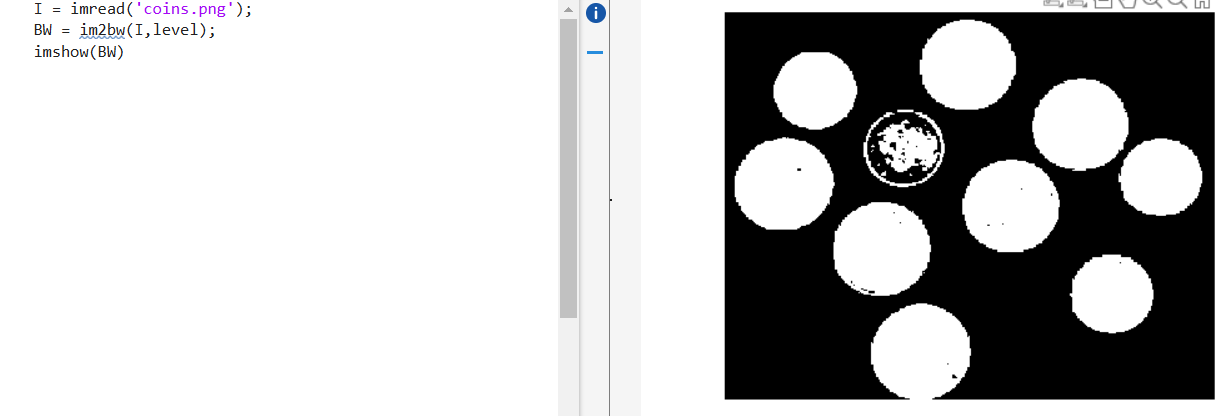 I = imread('coins.png');
BW = im2bw(I,level);
imshow(BW)